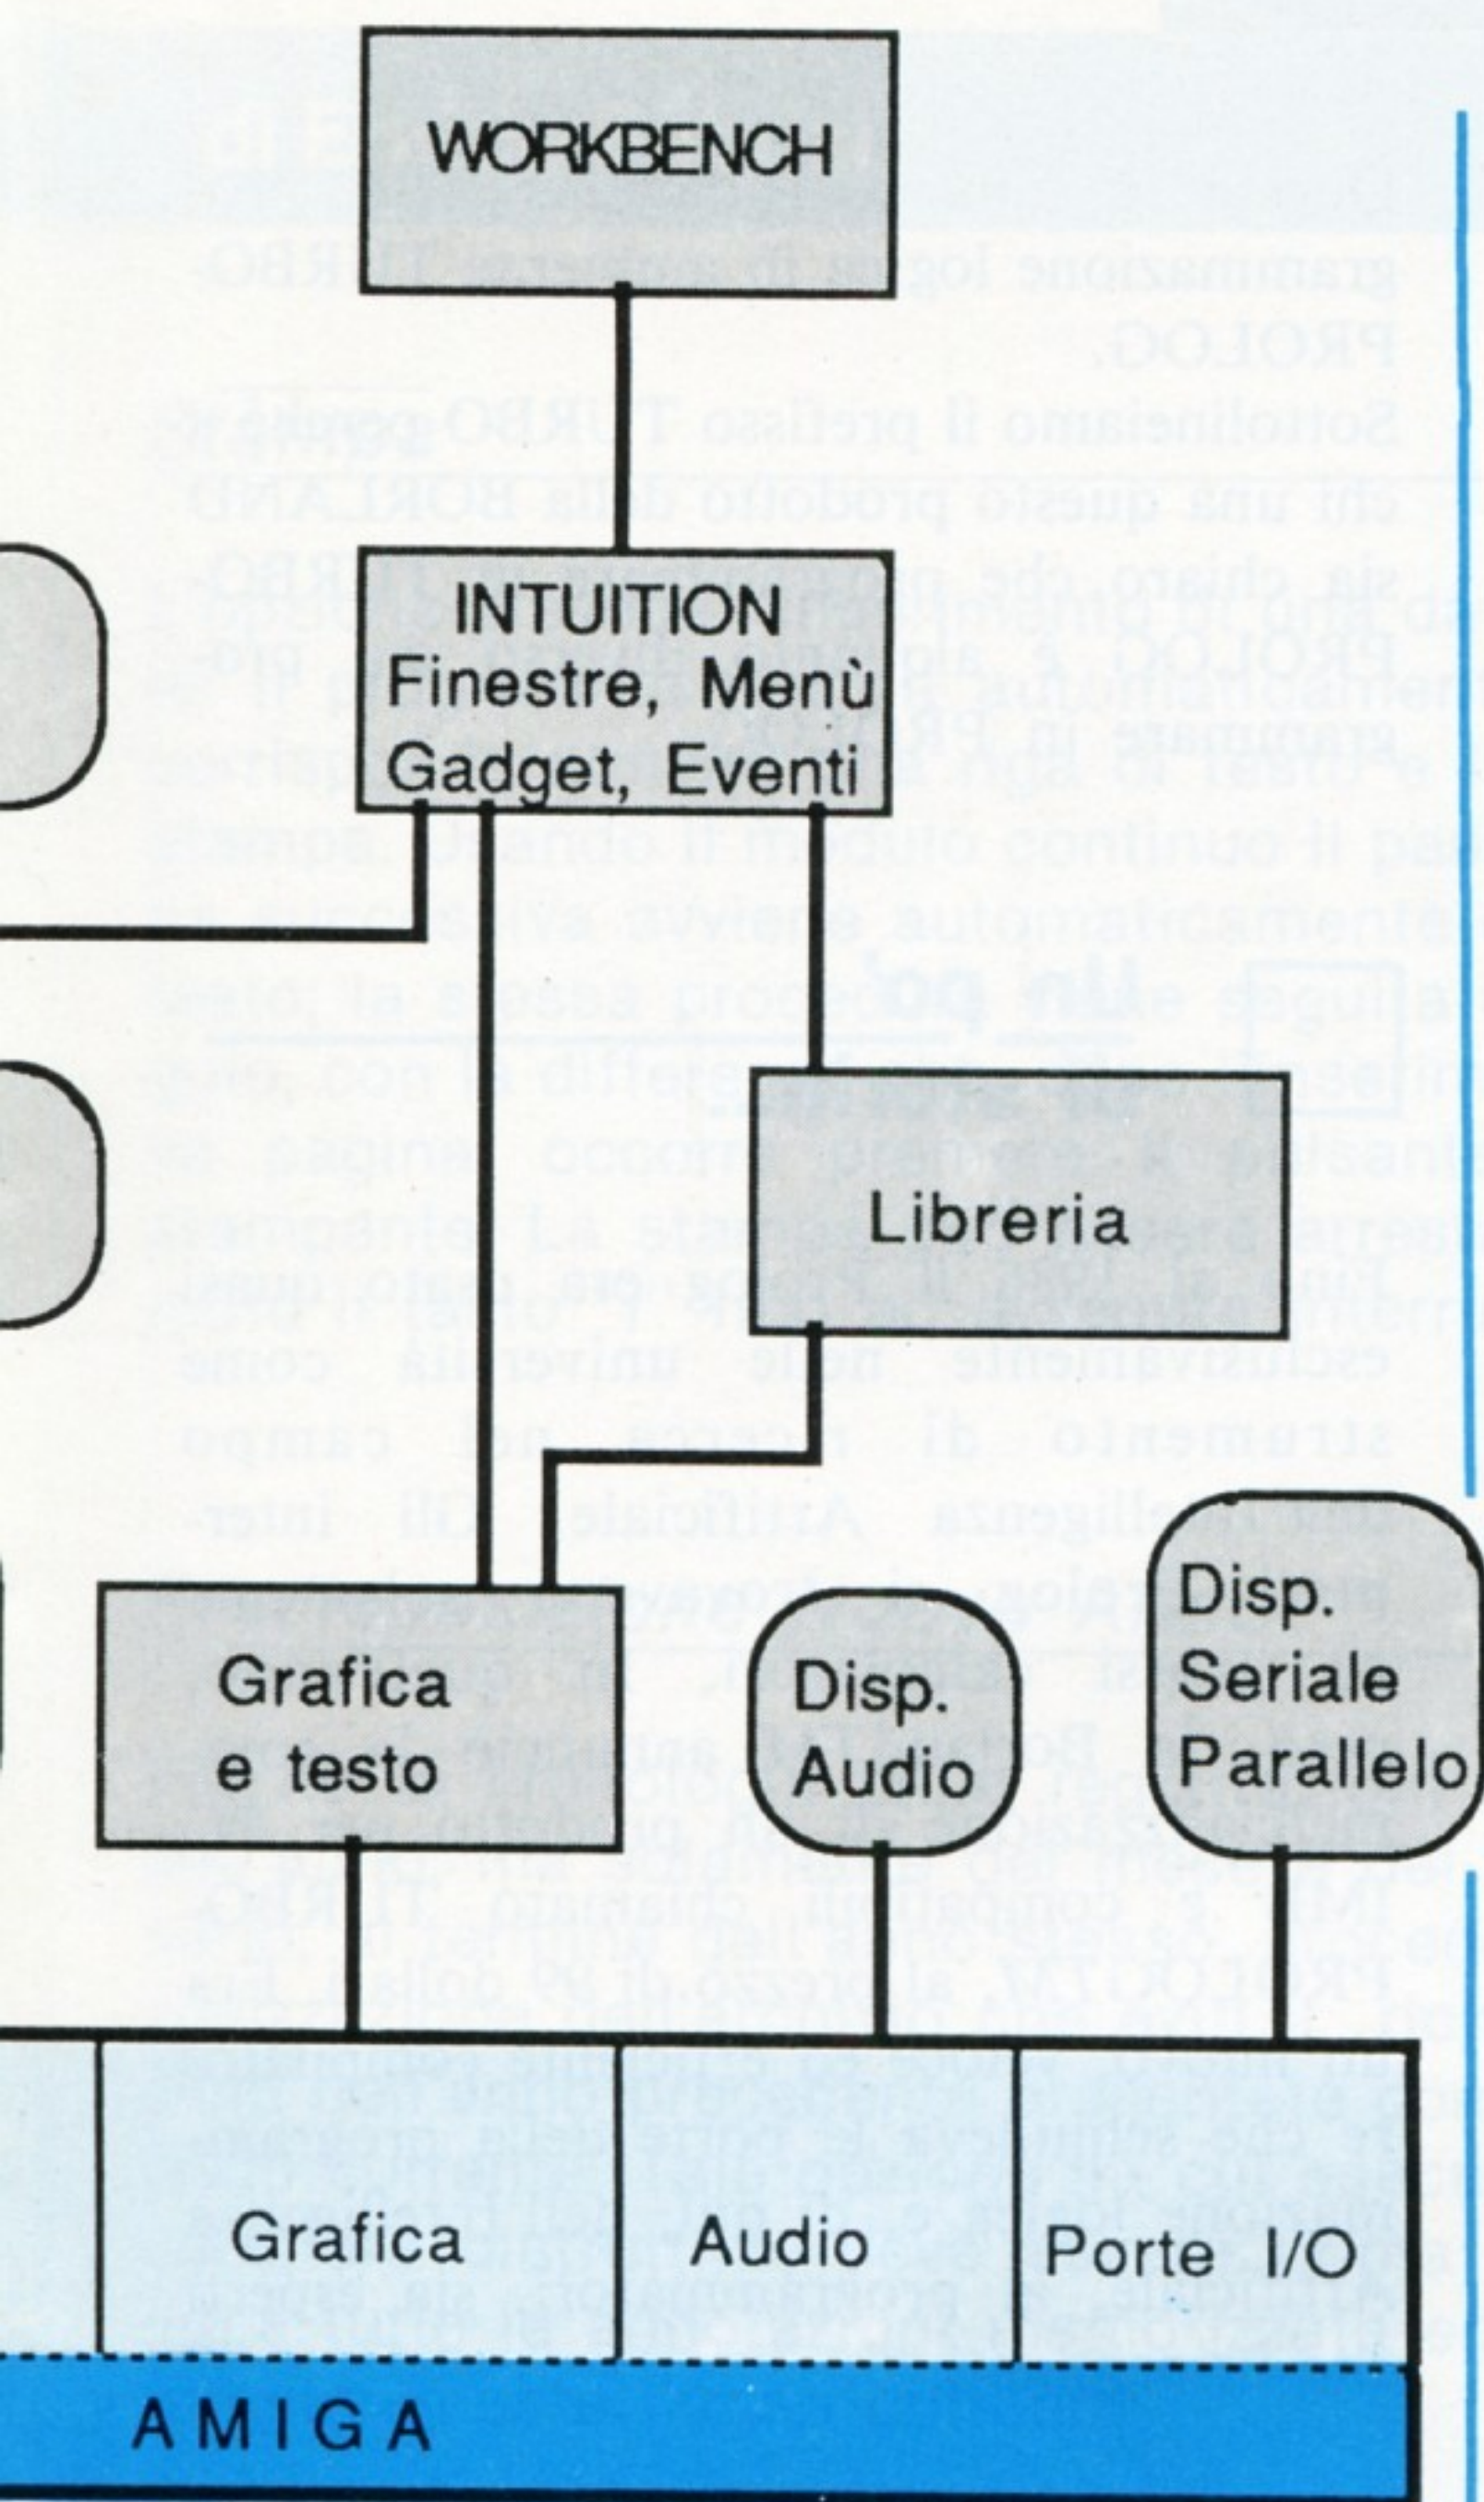 WORKBENCH
INTUITION
Finestre, Menù
Gadget, Eventi
Libreria
Grafica
e testo
Disp.
Audio
Disp.
Seriale
Parallelo
Grafica
Audio
Porte I/O
AMIGA